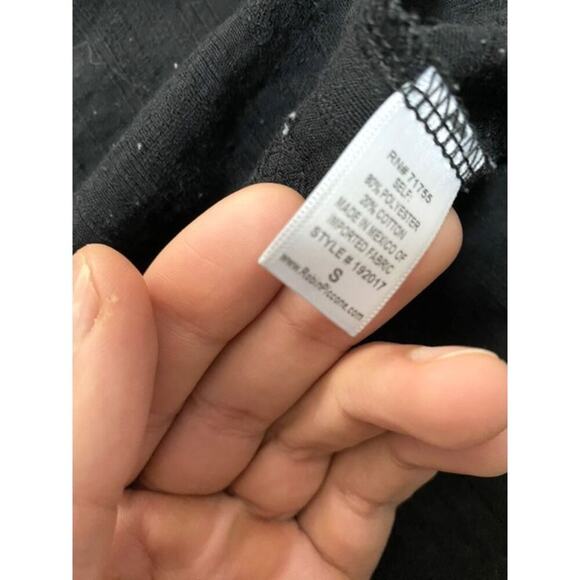 RN# 71755
SELF:
80% POLYESTER
20% COTTON
MADE IN MEXICO OF
IMPORTED FABRIC
STYLE # 192017
S
www.RobinPiccone.com